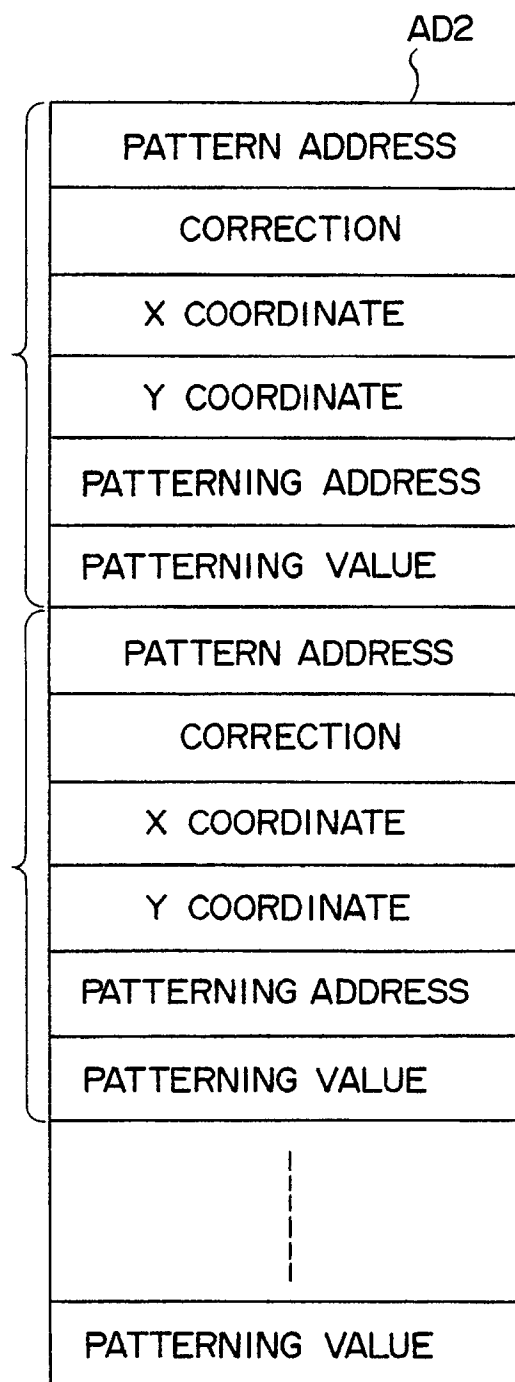 AD2
PATTERN ADDRESS
CORRECTION
X COORDINATE
Y COORDINATE
PATTERNING ADDRESS
PATTERNING VALUE
PATTERN ADDRESS
CORRECTION
X COORDINATE
Y COORDINATE
PATTERNING ADDRESS
PATTERNING VALUE
PATTERNING VALUE